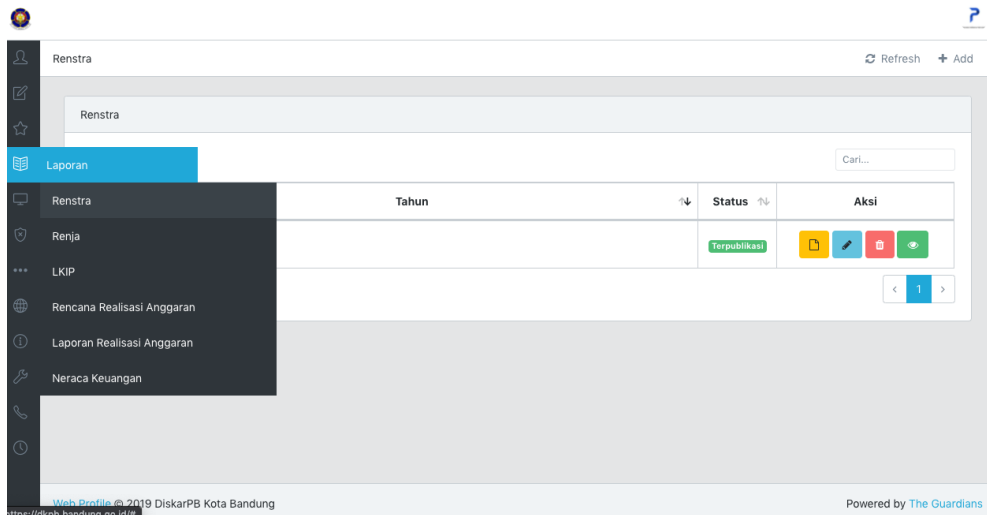 Renstra
Refresh
Add
Renstra
Laporan
Cari...
Renstra
Tahun
Status
Aksi
Renja
Terpublikasi
LKIP
1
Rencana Realisasi Anggaran
Laporan Realisasi Anggaran
Neraca Keuangan
Web Profile © 2019 DiskarPB Kota Bandung
Powered by The Guardians